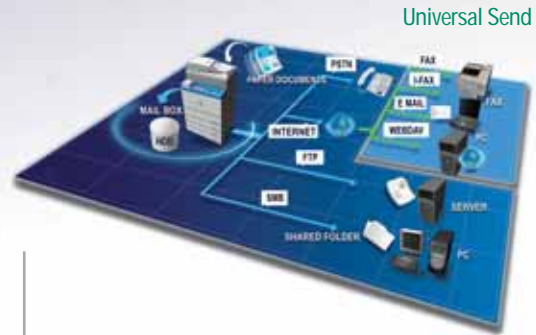 Universal Send
PAPER DOCUMENTS
MAIL BOX
HDD
PSTN
INTERNET
FTP
SMB
FAX
I-FAX
E MAIL
WEBDAV
FAX
PC
SERVER
SHARED FOLDER
PC